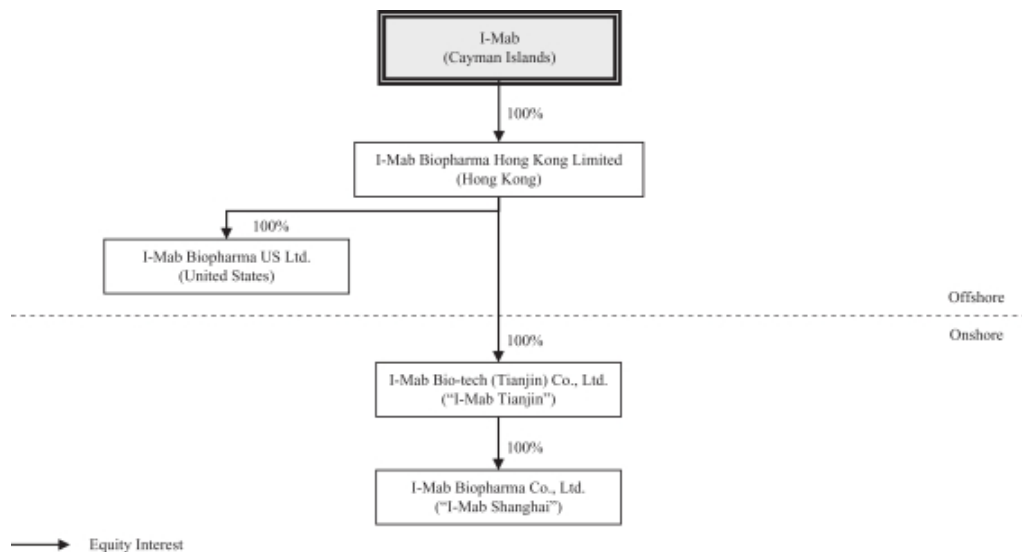 I-Mab
(Cayman Islands)
100%
I-Mab Biopharma Hong Kong Limited
(Hong Kong)
100%
I-Mab Biopharma US Ltd.
(United States)
Offshore
Onshore
100%
I-Mab Bio-tech (Tianjin) Co., Ltd.
(“I-Mab Tianjin”)
100%
I-Mab Biopharma Co., Ltd.
(“I-Mab Shanghai”)
Equity Interest